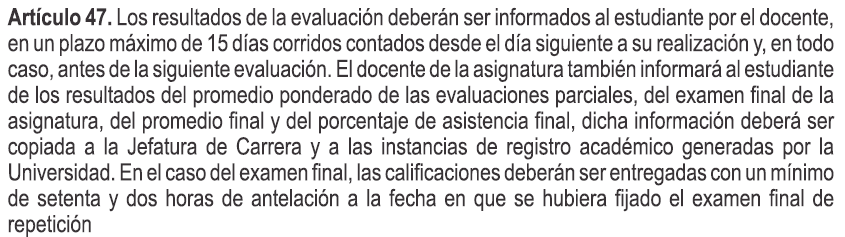 Artículo 47. Los resultados de la evaluación deberán ser informados al estudiante por el docente,
en un plazo máximo de 15 días corridos contados desde el día siguiente a su realización y, en todo
caso, antes de la siguiente evaluación. El docente de la asignatura también informará al estudiante
de los resultados del promedio ponderado de las evaluaciones parciales, del examen final de la
asignatura, del promedio final y del porcentaje de asistencia final, dicha información deberá ser
copiada a la Jefatura de Carrera y a las instancias de registro académico generadas por la
Universidad. En el caso del examen final, las calificaciones deberán ser entregadas con un mínimo
de setenta y dos horas de antelación a la fecha en que se hubiera fijado el examen final de
repetición